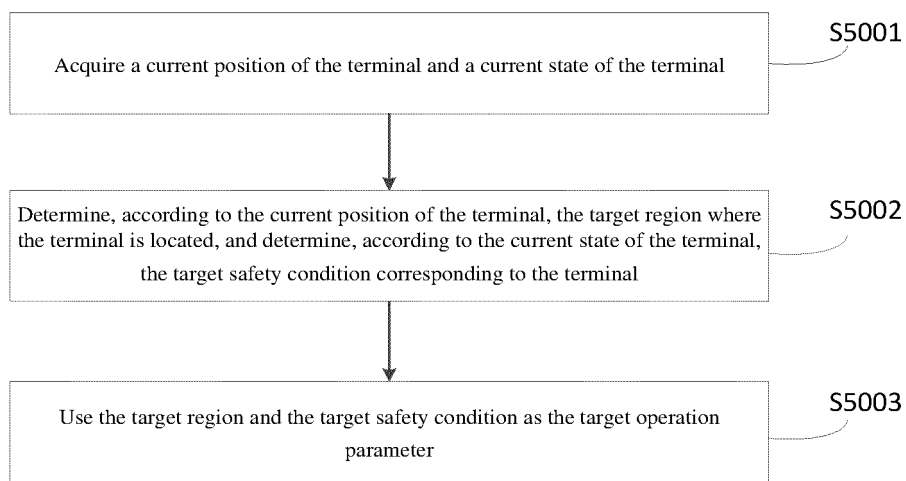 S5001
Acquire a current position of the terminal and a current state of the terminal
S5002
Determine, according to the current position of the terminal, the target region where
the terminal is located, and determine, according to the current state of the terminal,
the target safety condition corresponding to the terminal
S5003
Use the target region and the target safety condition as the target operation
parameter